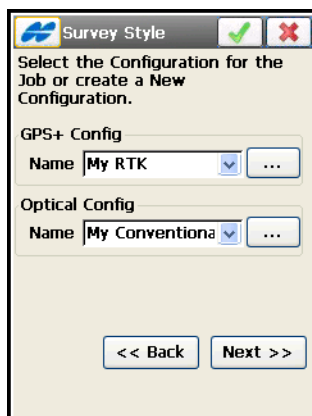 Survey Style
Select the Configuration for the
Job or create a New
Configuration.
GPS+ Config
Name My RTK ...
Optical Config
Name My Conventiona ...
<< Back Next >>